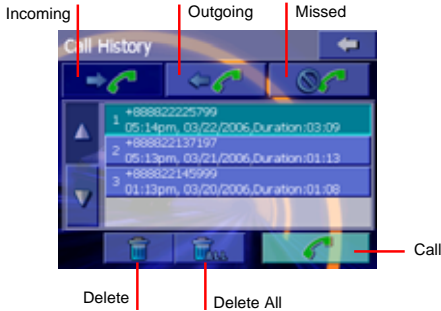 Incoming
Outgoing
Missed
Call History
1 +888822225799
05:14pm, 03/22/2006,Duration:03:09
2 +888822137197
05:13pm, 03/21/2006,Duration:01:13
3 +888822145999
01:13pm, 03/20/2006,Duration:01:08
ALL
Call
Delete
Delete All